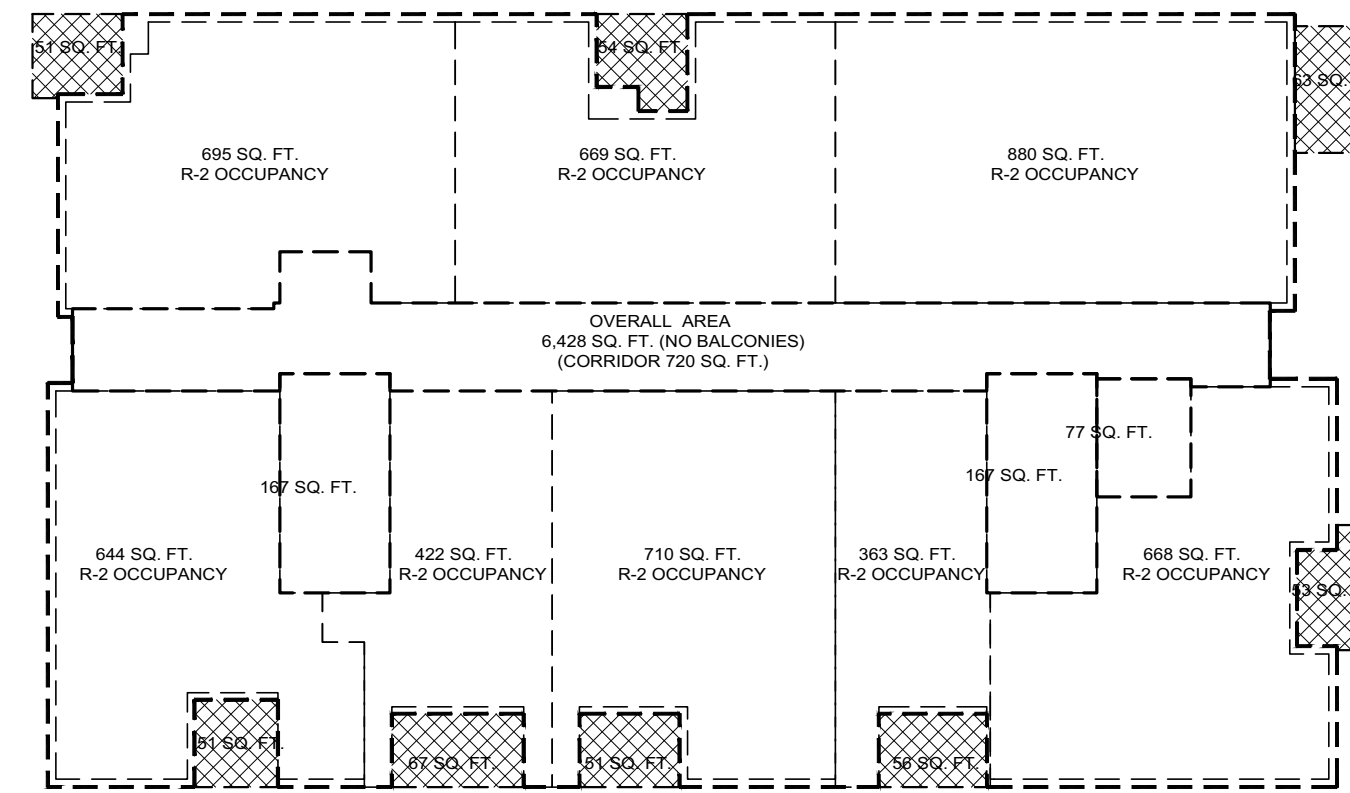 51 SQ. FT.
54 SQ. FT.
SQ.
695 SQ. FT.
R-2 OCCUPANCY
669 SQ. FT.
R-2 OCCUPANCY
880 SQ. FT.
R-2 OCCUPANCY
OVERALL AREA
6,428 SQ. FT. (NO BALCONIES)
(CORRIDOR 720 SQ. FT.)
77 SQ. FT.
167 SQ. FT.
167 SQ. FT.
644 SQ. FT.
R-2 OCCUPANCY
422 SQ. FT.
R-2 OCCUPANCY
710 SQ. FT.
R-2 OCCUPANCY
363 SQ. FT.
R-2 OCCUPANCY
668 SQ. FT.
R-2 OCCUPANCY
SQ.
51 SQ. FT.
67 SQ. FT.
51 SQ. FT.
56 SQ. FT.